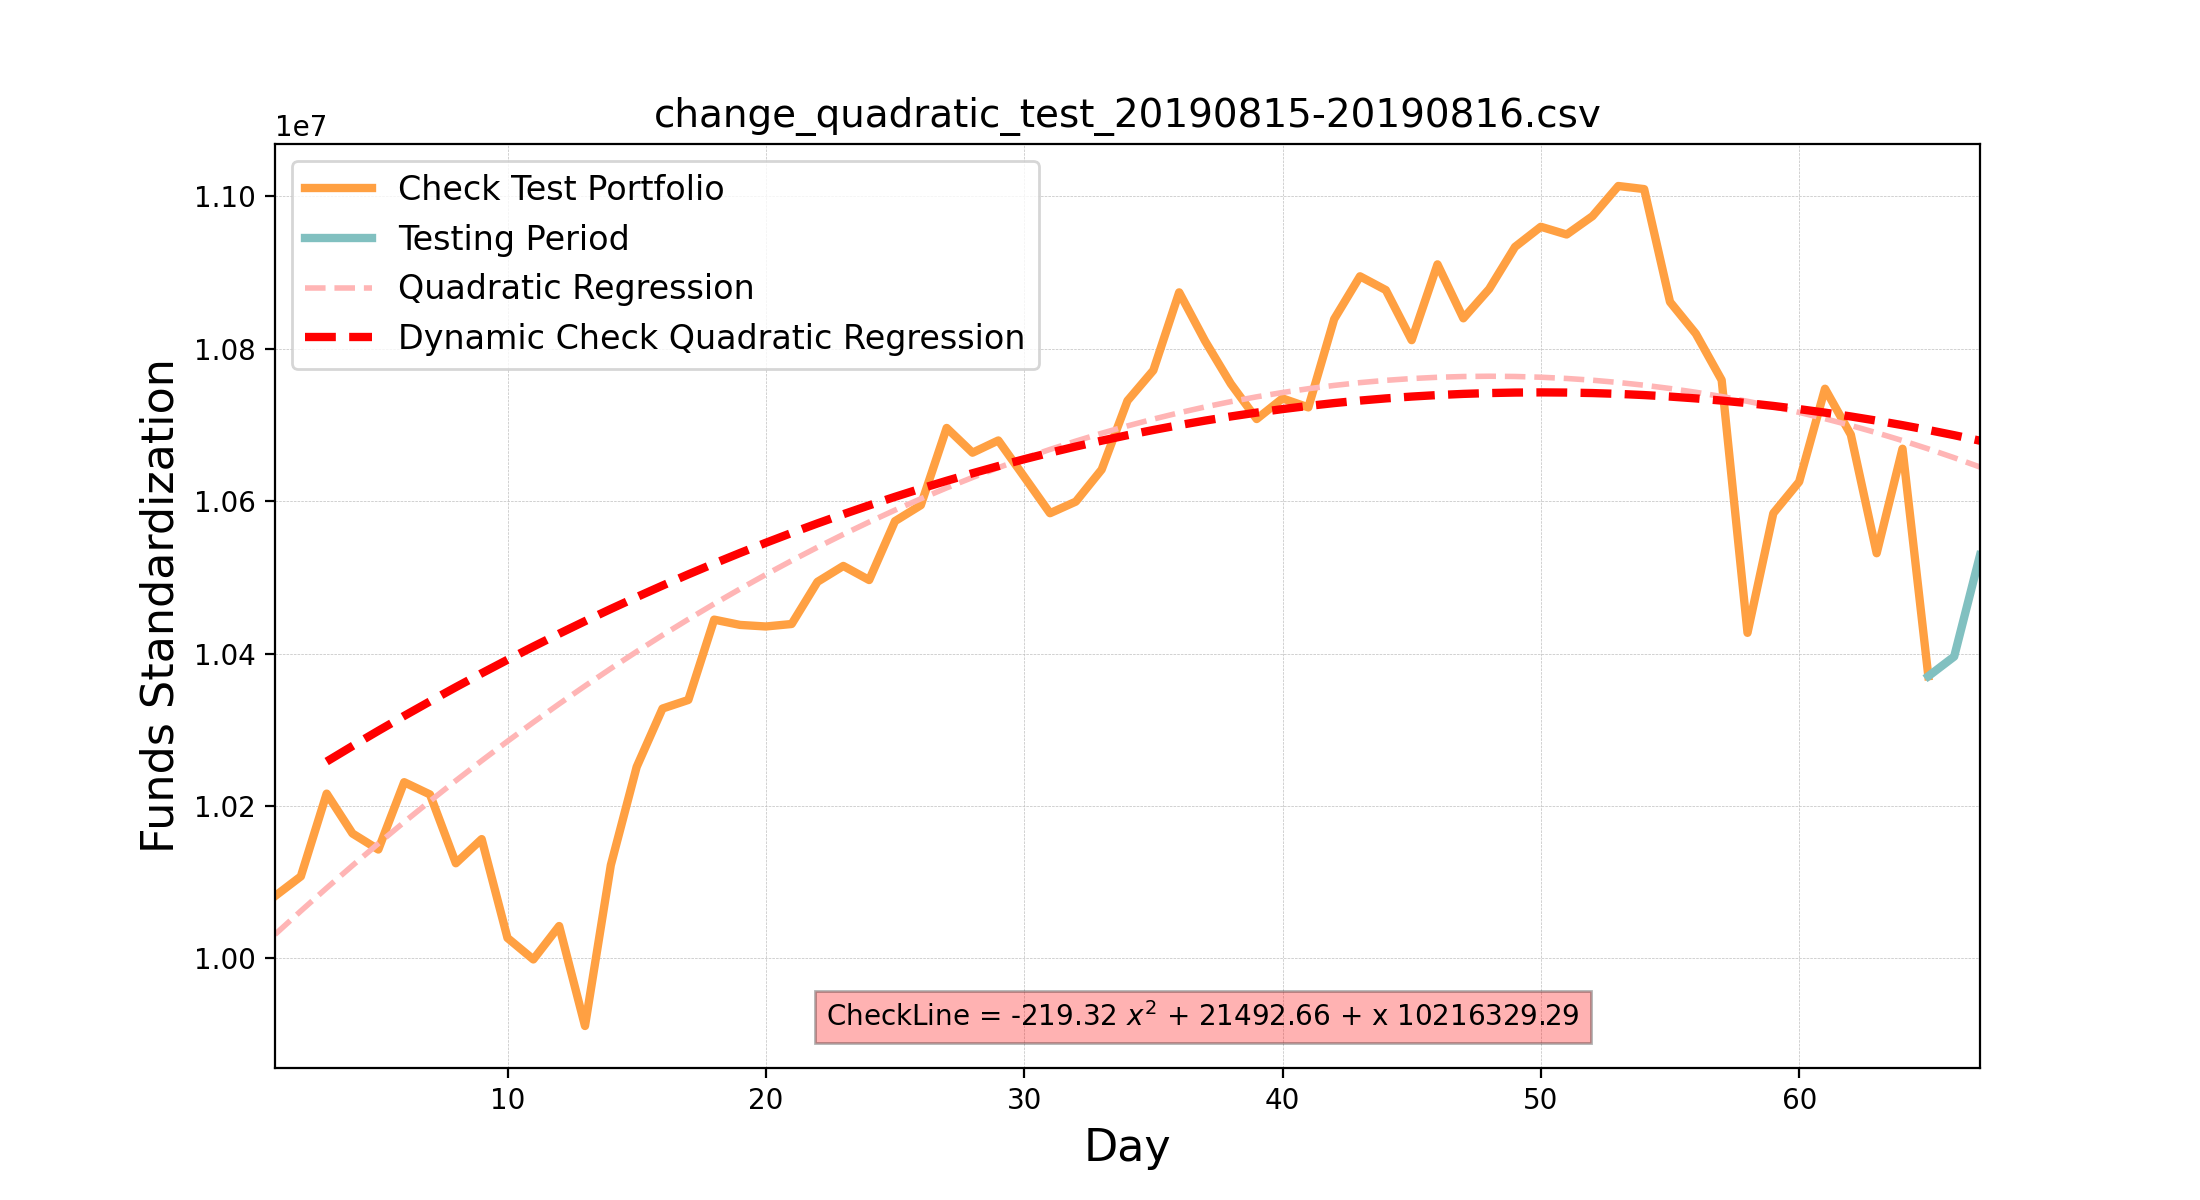 change_quadratic_test_20190815-20190816.csv
1e7
Check Test Portfolio
Testing Period
Quadratic Regression
Dynamic Check Quadratic Regression
1.10
1.08
1.06
1.04
1.02
1.00
Funds Standardization
CheckLine = -219.32 x² + 21492.66 + x 10216329.29
10 20 30 40 50 60
Day